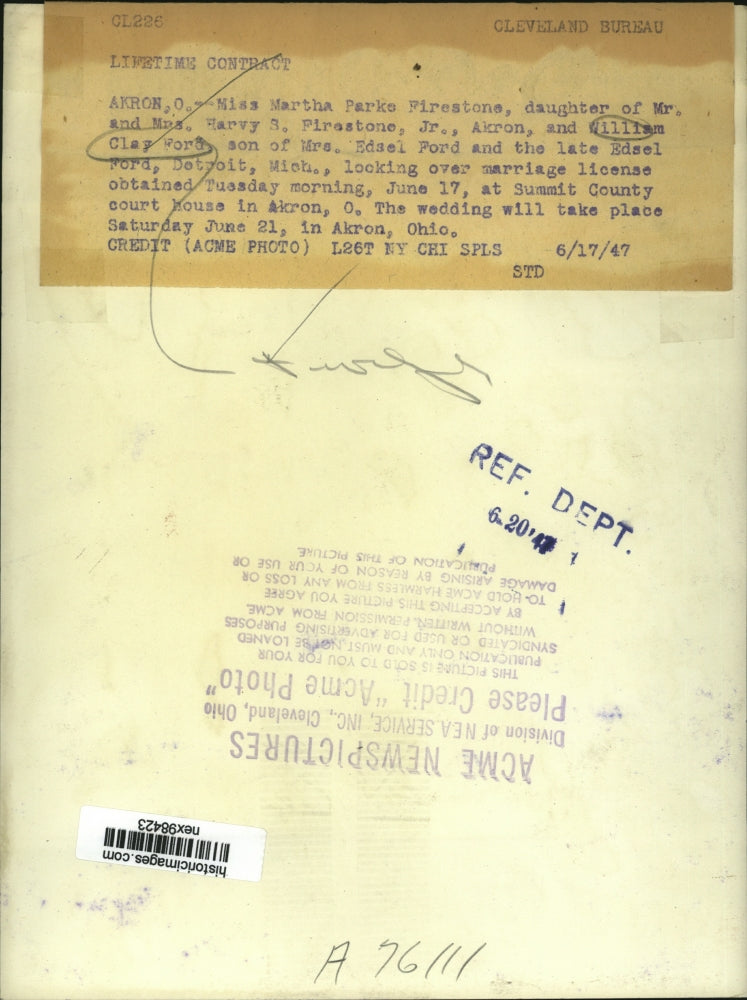 CL226 CLEVELAND BUREAU
LIFETIME CONTRACT
AKRON,O.--Miss Martha Parke Firestone, daughter of Mr.
and Mrs. Harvy S. Firestone, Jr., Akron, and William
Clay Ford, son of Mrs. Edsel Ford and the late Edsel
Ford, Detroit, Mich., looking over marriage license
obtained Tuesday morning, June 17, at Summit County
court house in Akron, O. The wedding will take place
Saturday June 21, in Akron, Ohio.
CREDIT (ACME PHOTO) L26T NY CHI SPLS 6/17/47
STD
REF. DEPT.
6-20'47
ACME NEWSPICTURES
Division of NEA SERVICE, INC., Cleveland, Ohio
Please Credit "Acme Photo"
THIS PICTURE IS SOLD TO YOU FOR YOUR
PUBLICATION ONLY AND MUST NOT BE LOANED
SYNDICATED OR USED FOR ADVERTISING PURPOSES
WITHOUT WRITTEN PERMISSION FROM ACME.
BY ACCEPTING THIS PICTURE YOU AGREE
TO HOLD ACME HARMLESS FROM ANY LOSS OR
DAMAGE ARISING BY REASON OF YOUR USE OR
PUBLICATION OF THIS PICTURE.
historicimages.com
nex98423
A 76111